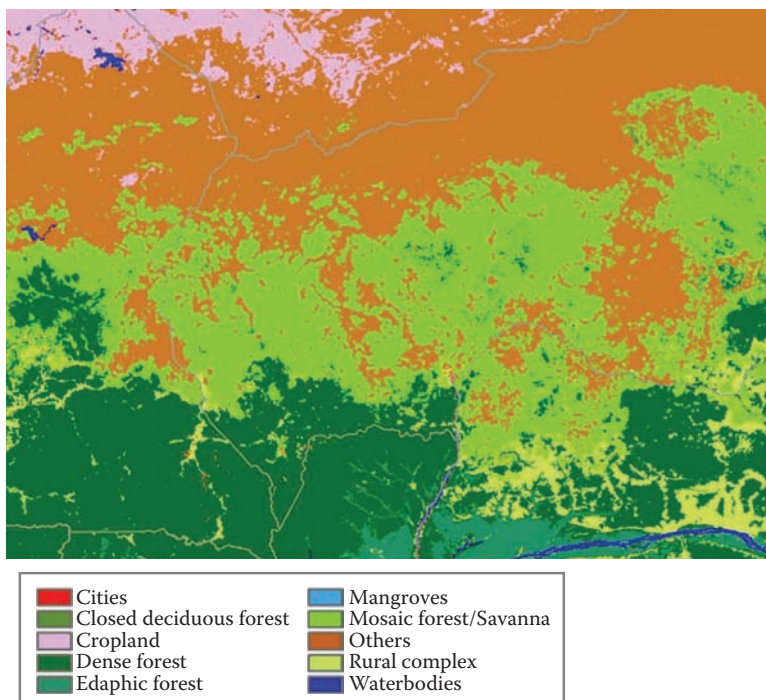 Cities
Closed deciduous forest
Cropland
Dense forest
Edaphic forest
Mangroves
Mosaic forest/Savanna
Others
Rural complex
Waterbodies